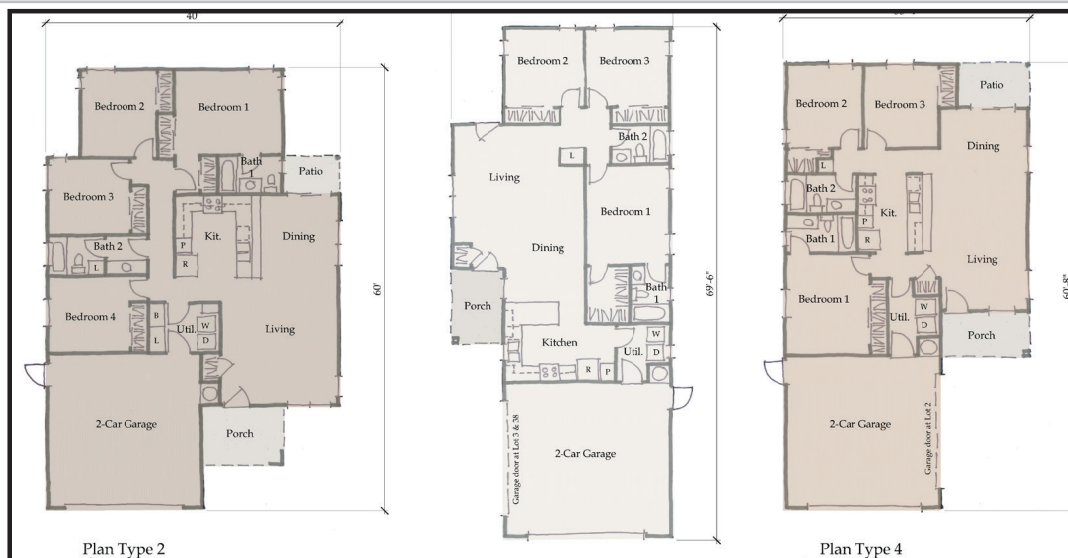 40'
Bedroom 2
Bedroom 1
Bath
1
Patio
Bedroom 3
Kit.
Dining
P
R
Bath 2
L
Bedroom 4
B
L
Util.
W
D
Living
2-Car Garage
Porch
60'
Plan Type 2
Bedroom 2
Bedroom 3
Bath 2
L
Living
Bedroom 1
Dining
Bath
1
Porch
Kitchen
Util.
W
D
R
P
Garage door at Lot 3 & 38
2-Car Garage
69'-6"
Bedroom 2
Bedroom 3
Patio
Dining
L
Bath 2
Kit.
P
R
Bath 1
Living
Bedroom 1
Util.
W
D
Porch
2-Car Garage
Garage door at Lot 2
60'-8"
Plan Type 4